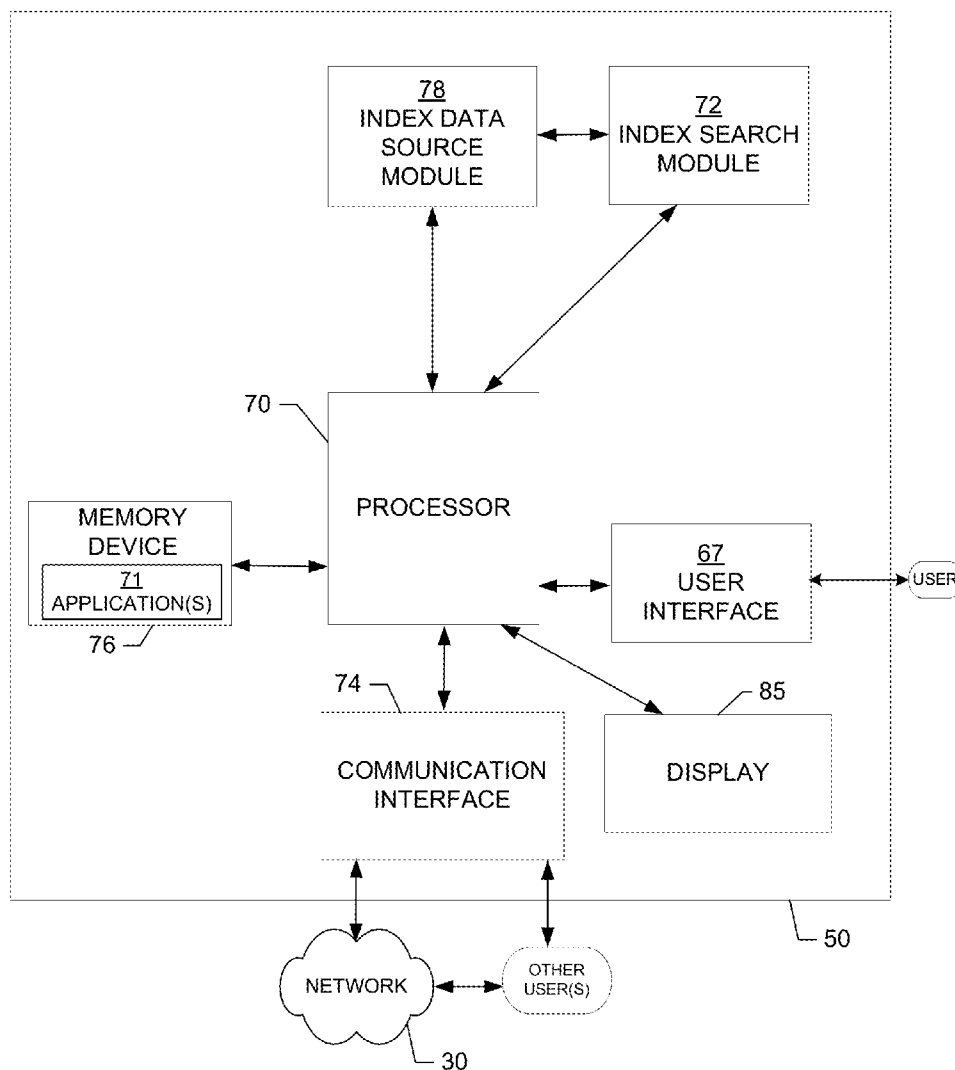 78
INDEX DATA
SOURCE
MODULE
72
INDEX SEARCH
MODULE
70
PROCESSOR
MEMORY
DEVICE
71
APPLICATION(S)
76
67
USER
INTERFACE
USER
74
COMMUNICATION
INTERFACE
85
DISPLAY
50
NETWORK
OTHER
USER(S)
30